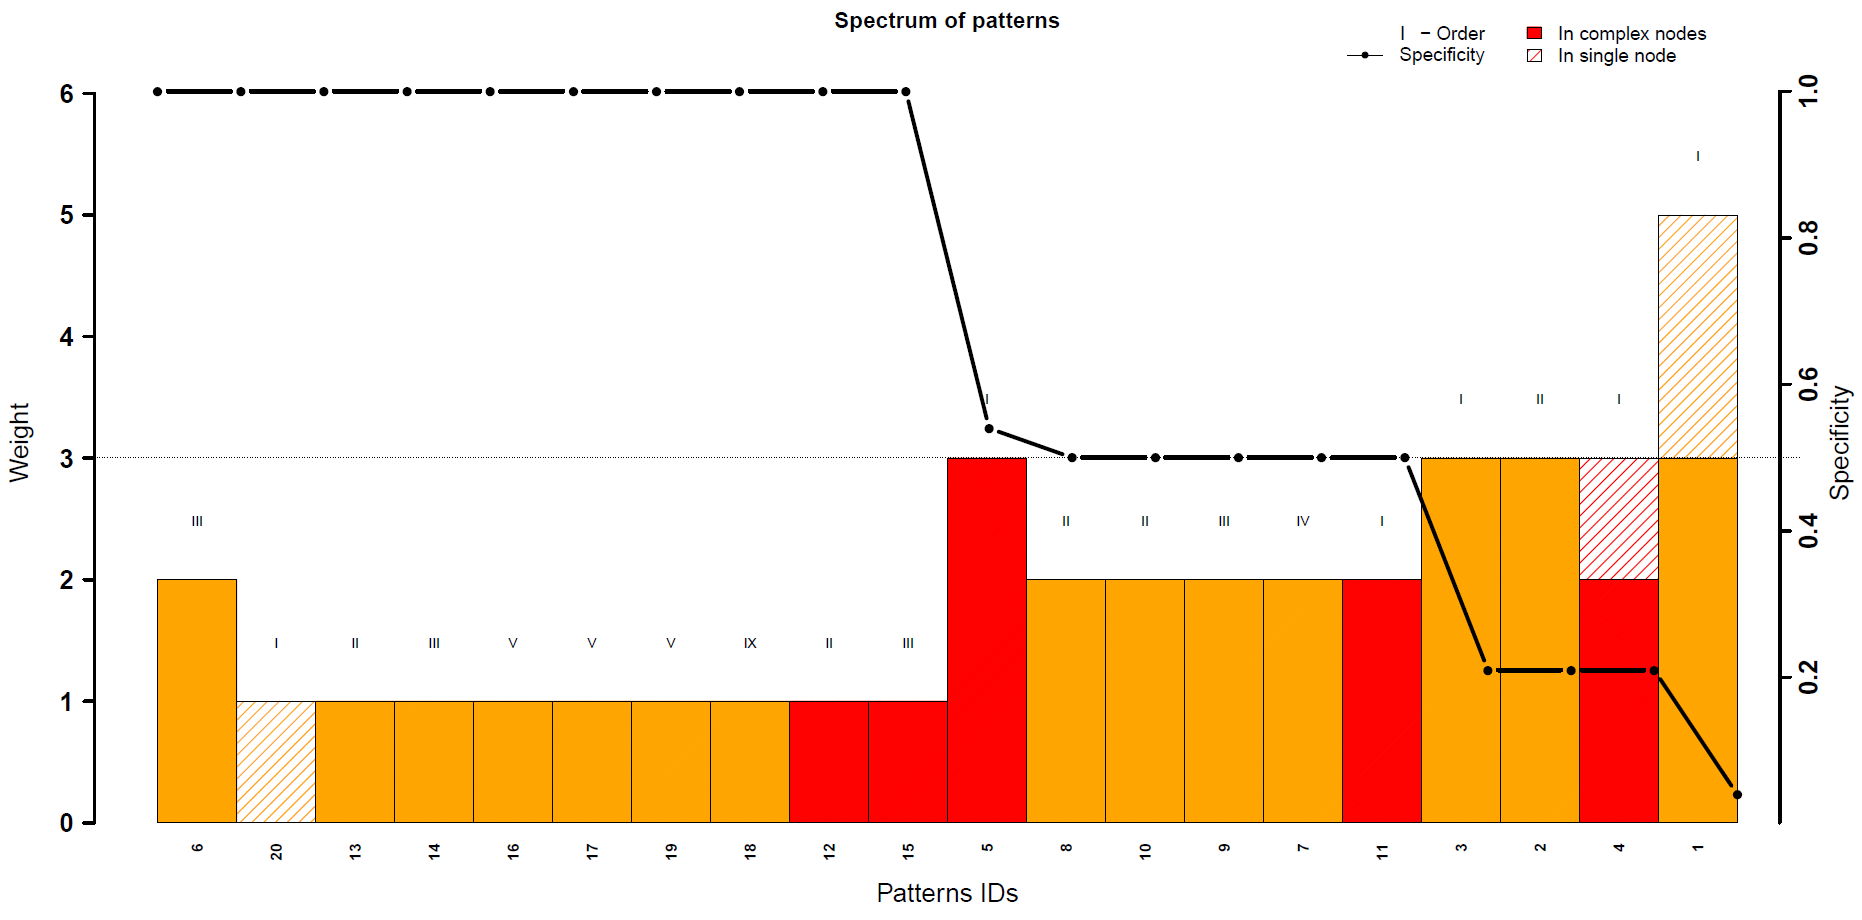 Spectrum of patterns
I – Order
Specificity
In complex nodes
In single node
Weight
6
5
4
3
2
1
0
1.0
0.8
0.6
0.4
0.2
Specificity
I
I I II I
III II II III IV I
I II III V V V IX II III
6 20 13 14 16 17 19 18 12 15 5 8 10 9 7 11 3 2 4 1
Patterns IDs